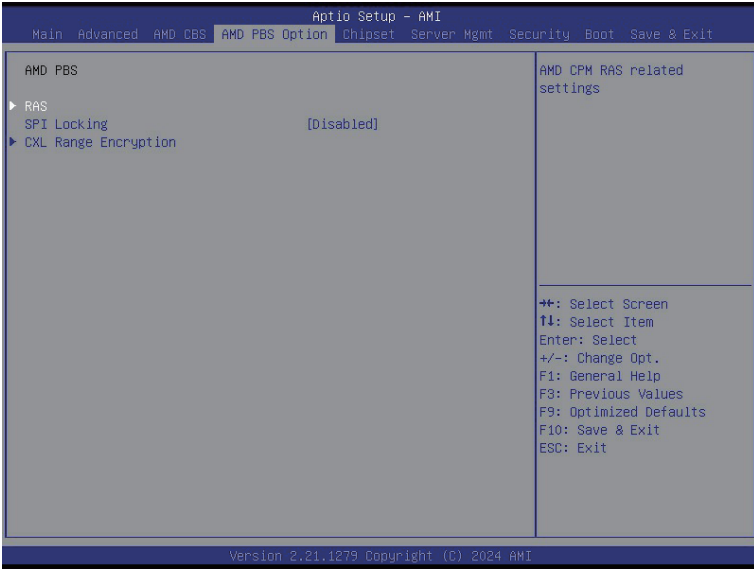 Aptio Setup – AMI
Main Advanced AMD CBS AMD PBS Option Chipset Server Mgmt Security Boot Save & Exit
AMD PBS
▶ RAS
SPI Locking [Disabled]
▶ CXL Range Encryption
AMD CPM RAS related
settings
→←: Select Screen
↑↓: Select Item
Enter: Select
+/-: Change Opt.
F1: General Help
F3: Previous Values
F9: Optimized Defaults
F10: Save & Exit
ESC: Exit
Version 2.21.1279 Copyright (C) 2024 AMI